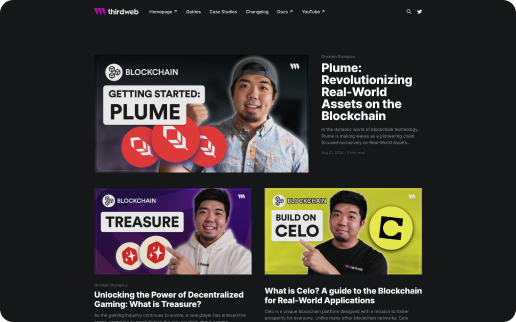 thirdweb
Homepage ↗ Guides Case Studies Changelog Docs ↗ YouTube ↗
BLOCKCHAIN
GETTING STARTED:
PLUME
Plume:
Revolutionizing
Real-World
Assets on the
Blockchain
In the dynamic world of blockchain technology,
Plume is making waves as a pioneering chain
focused exclusively on Real-World Assets...
BLOCKCHAIN
TREASURE
Unlocking the Power of Decentralized
Gaming: What is Treasure?
As the gaming industry continues to evolve, a new player has entered the
BLOCKCHAIN
BUILD ON
CELO
What is Celo? A guide to the Blockchain
for Real-World Applications
Celo is a unique blockchain platform designed with a mission to foster
prosperity for everyone. Unlike many other blockchain networks, Celo